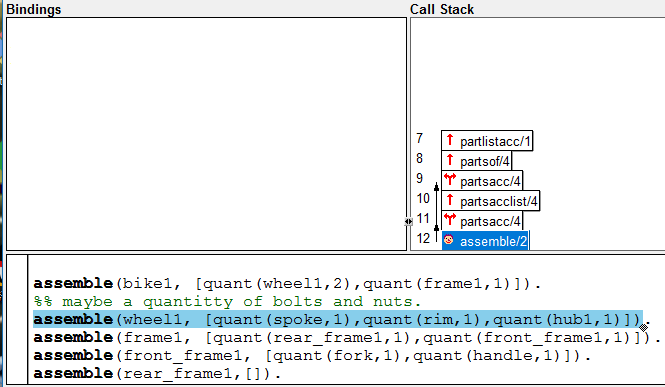 Bindings
Call Stack
7 partlistacc/1
8 partsof/4
9 partsacc/4
10 partsacclist/4
11 partsacc/4
12 assemble/2
assemble(bike1, [quant(wheel1,2),quant(frame1,1)]).
%% maybe a quantitty of bolts and nuts.
assemble(wheel1, [quant(spoke,1),quant(rim,1),quant(hub1,1)]).
assemble(frame1, [quant(rear_frame1,1),quant(front_frame1,1)]).
assemble(front_frame1, [quant(fork,1),quant(handle,1)]).
assemble(rear_frame1,[]).